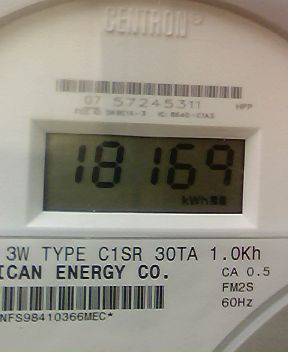 CENTRON®
07 57245311 HPP
18169
kWh
3W TYPE C1SR 30TA 1.0Kh
ICAN ENERGY CO.
CA 0.5
FM2S
60Hz
NFS98410366MEC*